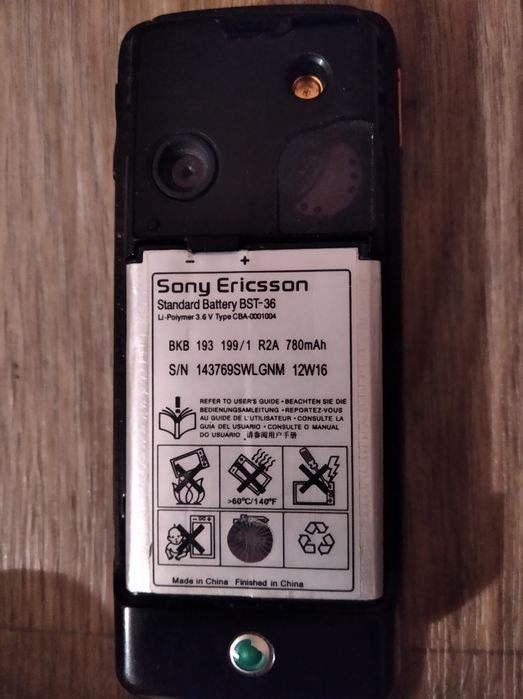 - +
Sony Ericsson
Standard Battery BST-36
Li-Polymer 3.6 V Type CBA-0001004
BKB 193 199/1 R2A 780mAh
S/N 143769SWLGNM 12W16
REFER TO USER'S GUIDE • BEACHTEN SIE DIE
BEDIENUNGSANLEITUNG • REPORTEZ-VOUS
AU GUIDE DE L'UTILISATEUR • CONSULTE LA
GUÍA DEL USUARIO • CONSULTE O MANUAL
DO USUARIO . 请参阅用户手册
>60°C/140°F
Made in China Finished in China